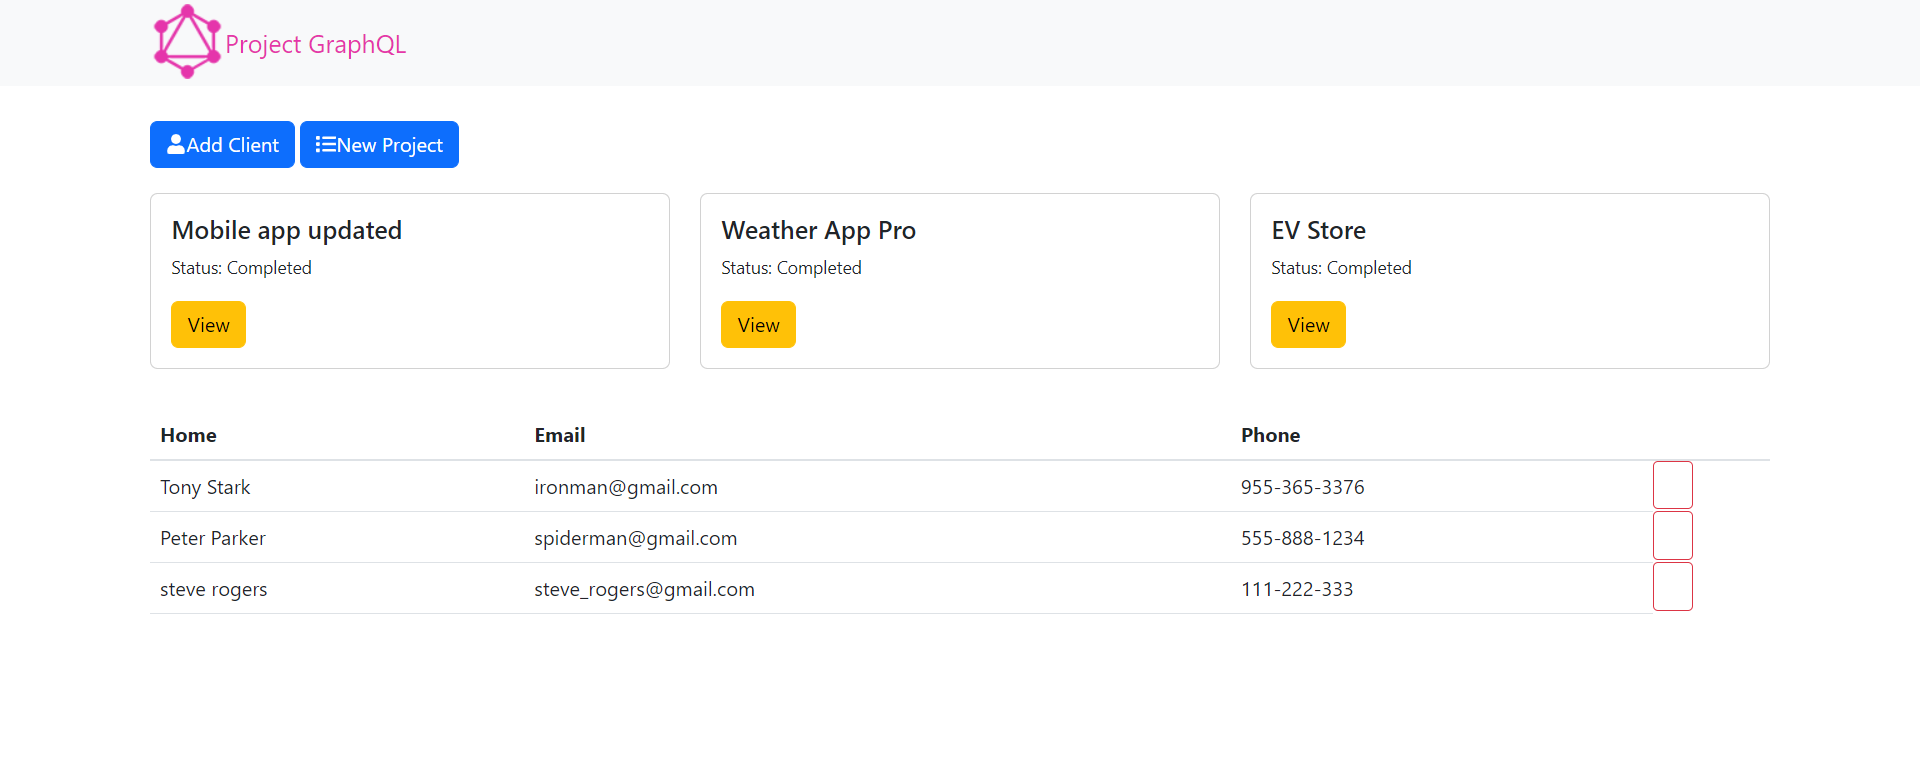 Project GraphQL
Add Client New Project
Mobile app updated Weather App Pro EV Store
Status: Completed Status: Completed Status: Completed
View View View
Home Email Phone
Tony Stark ironman@gmail.com 955-365-3376
Peter Parker spiderman@gmail.com 555-888-1234
steve rogers steve_rogers@gmail.com 111-222-333